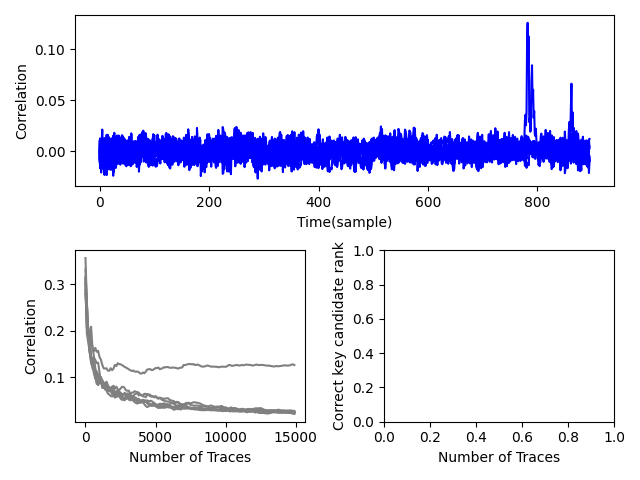 0.10
0.05
0.00
Correlation
0 200 400 600 800
Time(sample)
0.3
0.2
0.1
Correlation
0 5000 10000 15000
Number of Traces
1.0
0.8
0.6
0.4
0.2
0.0
Correct key candidate rank
0.0 0.2 0.4 0.6 0.8 1.0
Number of Traces